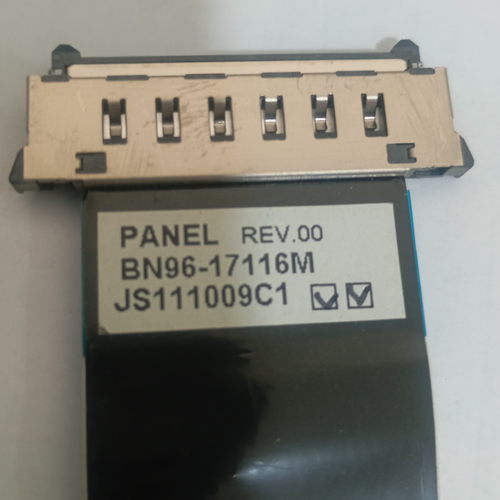 PANEL REV.00
BN96-17116M
JS111009C1 ☑ ☑